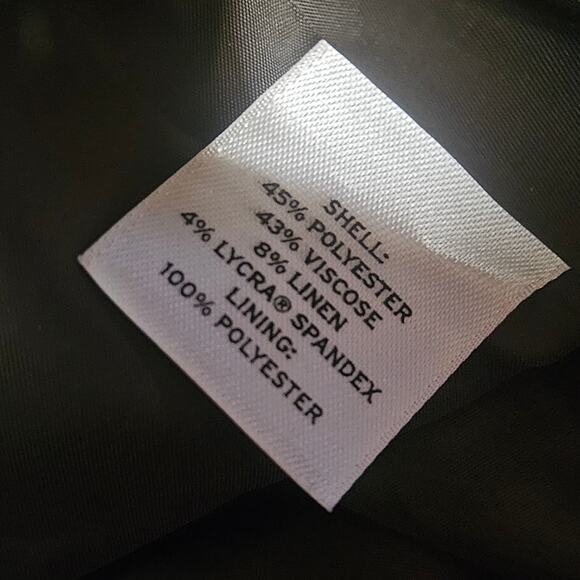 SHELL:
45% POLYESTER
43% VISCOSE
8% LINEN
4% LYCRA® SPANDEX
LINING:
100% POLYESTER